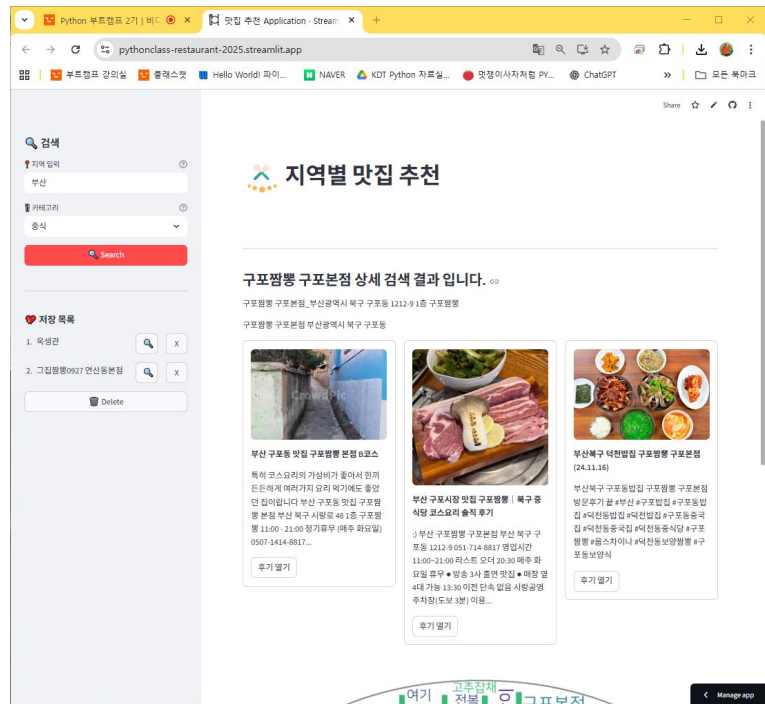 Python 부트캠프 2기 | 비디
맛집 추천 Application · Stream
pythonclass-restaurant-2025.streamlit.app
부트캠프 강의실
클래스챗
Hello World! 파이...
NAVER
KDT Python 자료실...
멋쟁이사자처럼 PY...
ChatGPT
모든 북마크
Share
검색
지역 입력
부산
카테고리
중식
Search
저장 목록
1. 옥생관
X
2. 그집짬뽕0927 연산동본점
X
Delete
지역별 맛집 추천
구포짬뽕 구포본점 상세 검색 결과 입니다.
구포짬뽕 구포본점_부산광역시 북구 구포동 1212-9 1층 구포짬뽕
구포짬뽕 구포본점 부산광역시 북구 구포동
CrowdPic
부산 구포동 맛집 구포짬뽕 본점 B코스
특히 코스요리의 가성비가 좋아서 한끼
든든하게 여러가지 요리 먹기에도 좋았
던 집이랍니다 부산 구포동 맛집 구포짬
뽕 본점 부산 북구 시랑로 48 1층 구포짬
뽕 11:00 - 21:00 정기휴무 (매주 화요일)
0507-1414-8817...
후기 열기
부산 구포시장 맛집 구포짬뽕｜북구 중
식당 코스요리 솔직 후기
:) 부산 구포짬뽕 구포본점 부산 북구 구
포동 1212-9 051-714-8817 영업시간
11:00~21:00 라스트 오더 20:30 매주 화
요일 휴무 ● 방송 3사 출연 맛집 ● 매장 옆
4대 가능 13:30 이전 단속 없음 시랑공영
주차장(도보 3분) 이용...
후기 열기
부산북구 덕천밥집 구포짬뽕 구포본점
(24.11.16)
부산북구 구포동밥집 구포짬뽕 구포본점
방문후기 끝 #부산 #구포밥집 #구포동밥
집 #덕천동밥집 #덕천밥집 #구포동중국
집 #덕천동중국집 #덕천동중식당 #구포
짬뽕 #읍스차이나 #덕천동보양짬뽕 #구
포동보양식
후기 열기
여기
고추잡채
전복
구포본점
Manage app